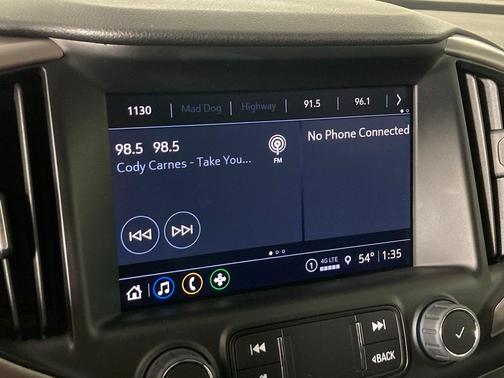 1130 Mad Dog Highway 91.5 96.1
98.5 98.5
Cody Carnes - Take You...
FM
No Phone Connected
1 4G LTE 54° 1:35
BACK